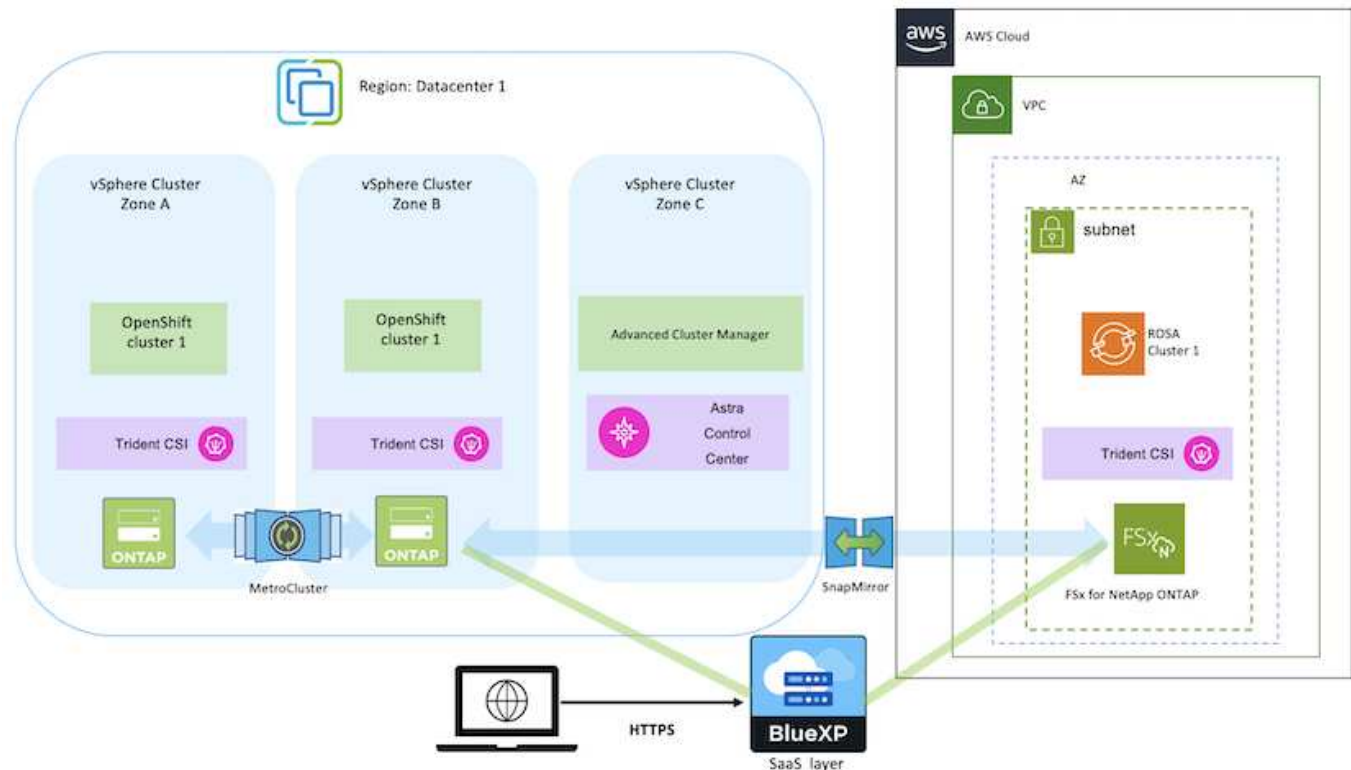 aws
AWS Cloud
Region: Datacenter 1
VPC
vSphere Cluster
Zone A
vSphere Cluster
Zone B
vSphere Cluster
Zone C
AZ
subnet
OpenShift
cluster 1
OpenShift
cluster 1
Advanced Cluster Manager
ROSA
Cluster 1
Trident CSI
Trident CSI
Astra
Control
Center
Trident CSI
ONTAP
MetroCluster
ONTAP
SnapMirror
FSx
N
FSx for NetApp ONTAP
HTTPS
BlueXP
SaaS layer